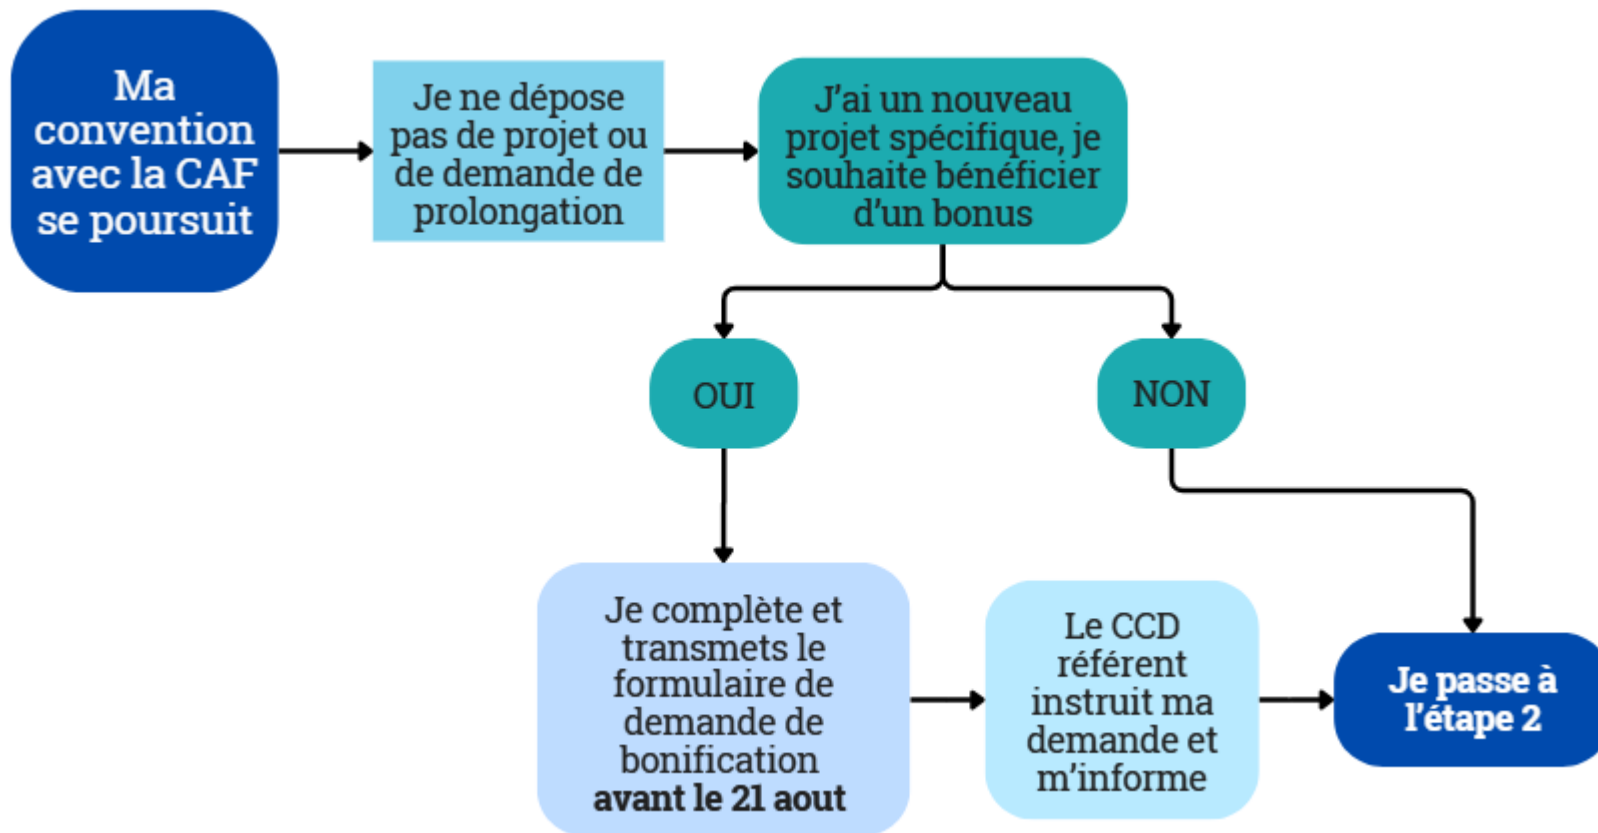 Ma
convention
avec la CAF
se poursuit
Je ne dépose
pas de projet ou
de demande de
prolongation
J'ai un nouveau
projet spécifique, je
souhaite bénéficier
d'un bonus
OUI
NON
Je complète et
transmets le
formulaire de
demande de
bonification
avant le 21 aout
Le CCD
référent
instruit ma
demande et
m'informe
Je passe à
l'étape 2